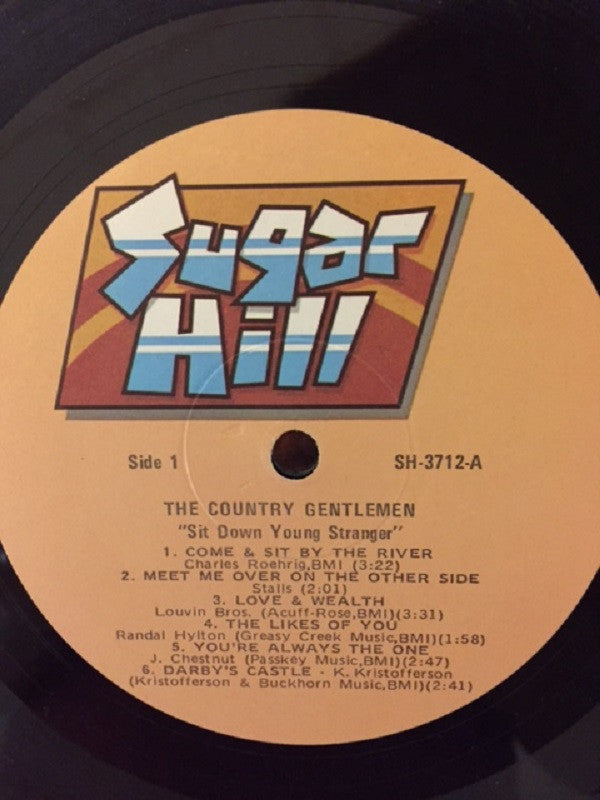 Sugar
Hill
Side 1 SH-3712-A
THE COUNTRY GENTLEMEN
"Sit Down Young Stranger"
1. COME & SIT BY THE RIVER
Charles Roehrig,BMI (3:22)
2. MEET ME OVER ON THE OTHER SIDE
Stalls (2:01)
3. LOVE & WEALTH
Louvin Bros. (Acuff-Rose,BMI)(3:31)
4. THE LIKES OF YOU
Randal Hylton (Greasy Creek Music,BMI)(1:58)
5. YOU'RE ALWAYS THE ONE
J. Chestnut (Passkey Music,BMI)(2:47)
6. DARBY'S CASTLE - K. Kristofferson
(Kristofferson & Buckhorn Music,BMI)(2:41)